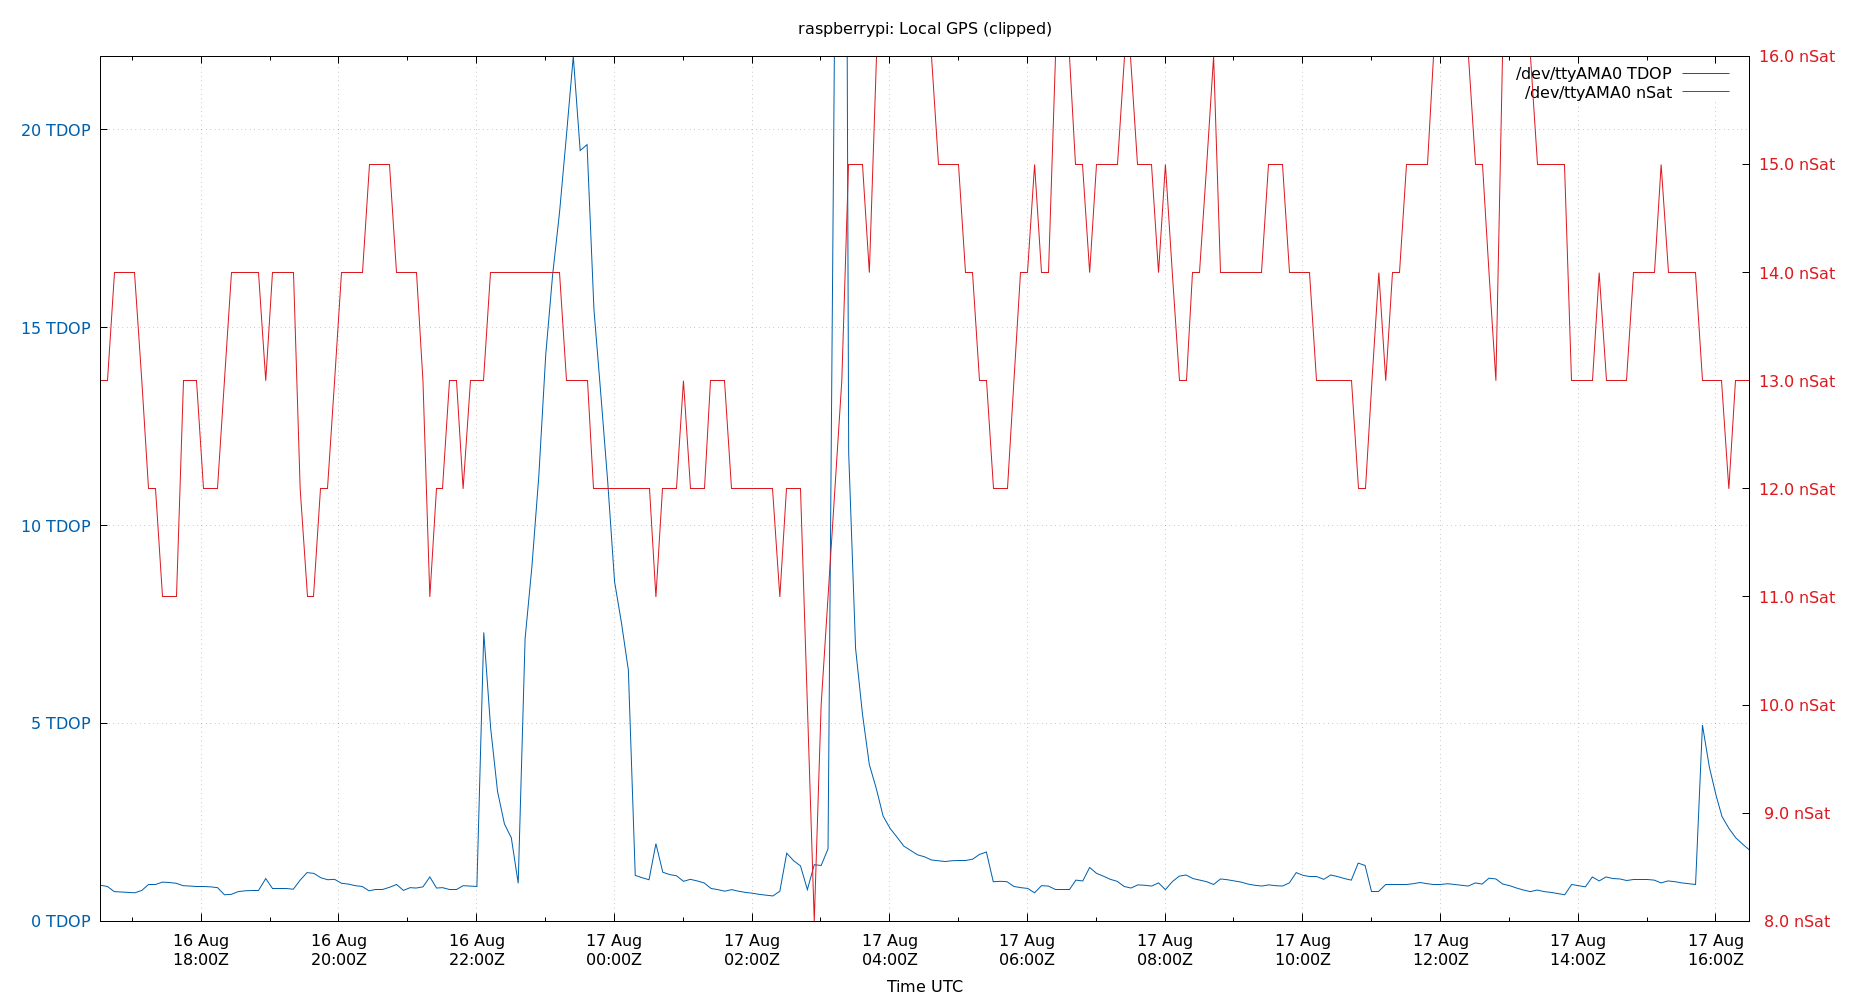 raspberrypi: Local GPS (clipped)
/dev/ttyAMA0 TDOP
/dev/ttyAMA0 nSat
20 TDOP
15 TDOP
10 TDOP
5 TDOP
0 TDOP
16.0 nSat
15.0 nSat
14.0 nSat
13.0 nSat
12.0 nSat
11.0 nSat
10.0 nSat
9.0 nSat
8.0 nSat
16 Aug 16 Aug 16 Aug 17 Aug 17 Aug 17 Aug 17 Aug 17 Aug 17 Aug 17 Aug 17 Aug 17 Aug
18:00Z 20:00Z 22:00Z 00:00Z 02:00Z 04:00Z 06:00Z 08:00Z 10:00Z 12:00Z 14:00Z 16:00Z
Time UTC